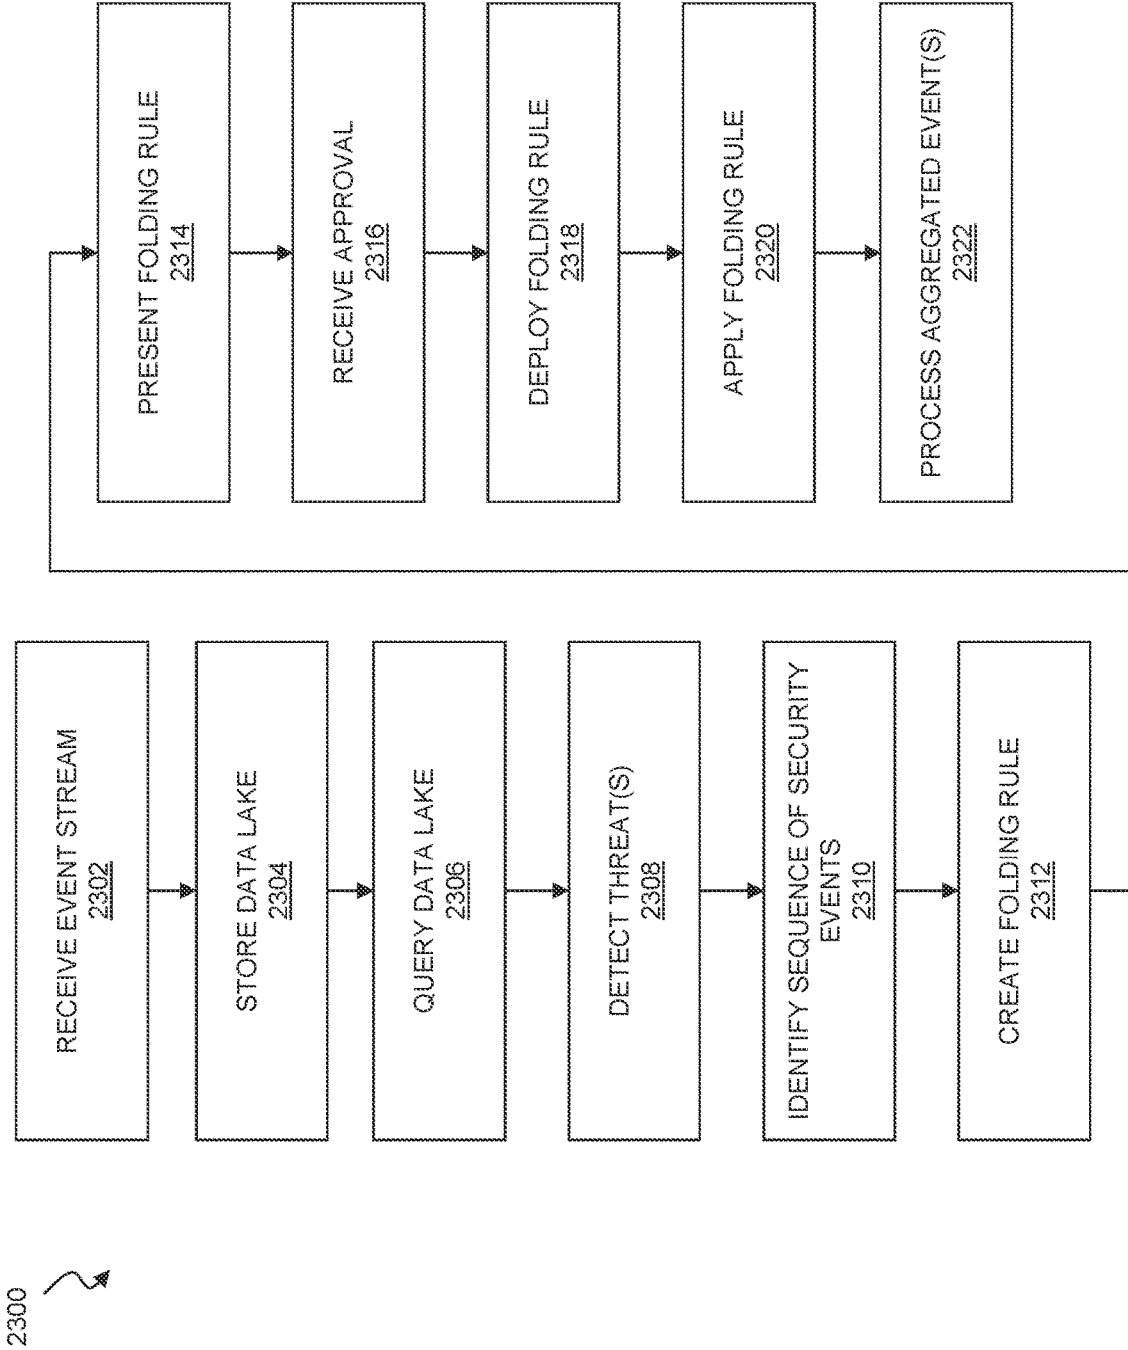 2300
RECEIVE EVENT STREAM
2302
STORE DATA LAKE
2304
QUERY DATA LAKE
2306
DETECT THREAT(S)
2308
IDENTIFY SEQUENCE OF SECURITY
EVENTS
2310
CREATE FOLDING RULE
2312
PRESENT FOLDING RULE
2314
RECEIVE APPROVAL
2316
DEPLOY FOLDING RULE
2318
APPLY FOLDING RULE
2320
PROCESS AGGREGATED EVENT(S)
2322